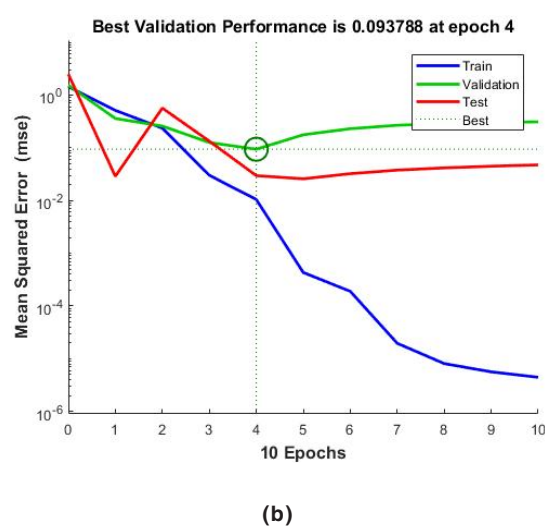 Best Validation Performance is 0.093788 at epoch 4
Train
Validation
Test
Best
Mean Squared Error (mse)
10^0
10^-2
10^-4
10^-6
0 1 2 3 4 5 6 7 8 9 10
10 Epochs
(b)